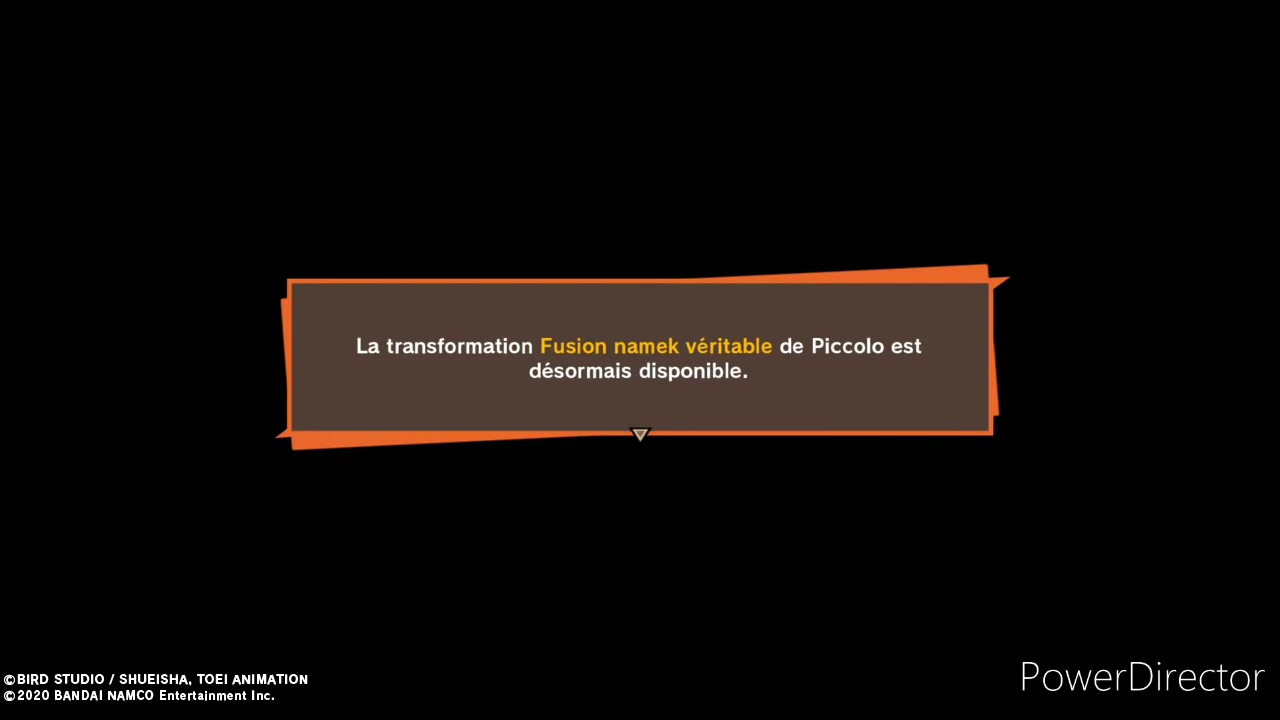 La transformation Fusion namek véritable de Piccolo est
désormais disponible.
©BIRD STUDIO / SHUEISHA, TOEI ANIMATION
©2020 BANDAI NAMCO Entertainment Inc.
PowerDirector